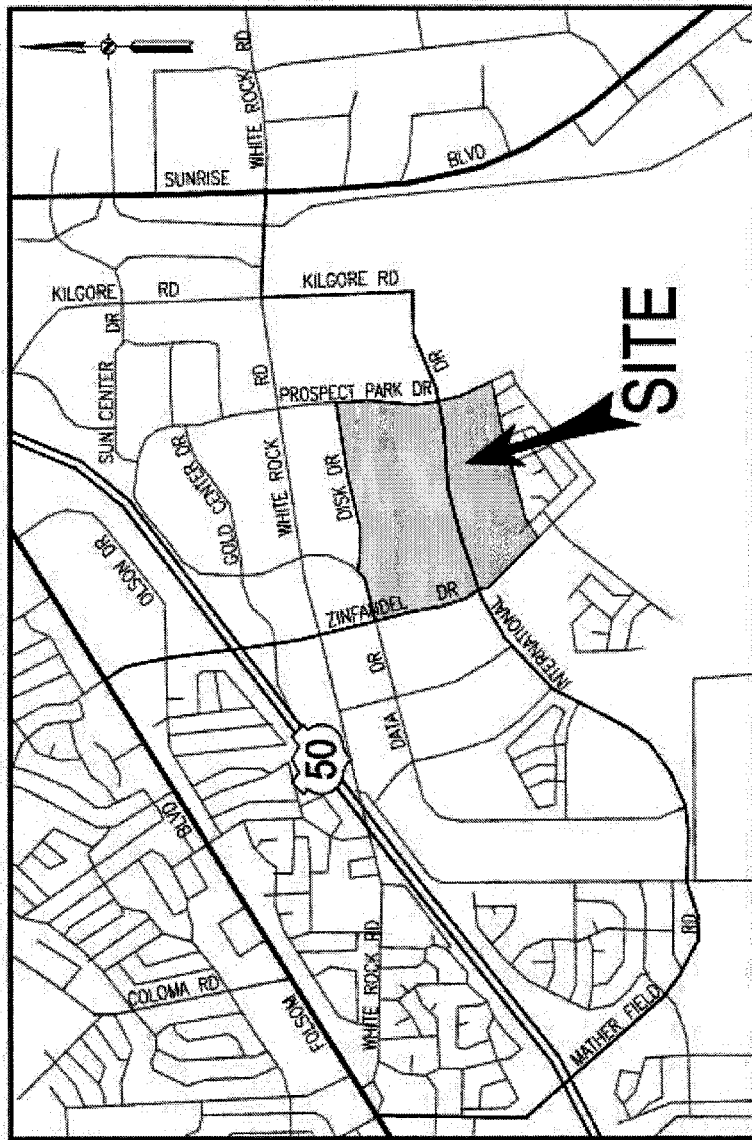 N
COLOMA RD
FOLSOM BLVD
OLSON DR
SUN CENTER DR
KILGORE RD
SUNRISE BLVD
WHITE ROCK RD
GOLD CENTER DR
WHITE ROCK RD
KILGORE RD
PROSPECT PARK DR
DISK DR
ZINFANDEL DR
50
DATA DR
WHITE ROCK RD
INTERNATIONAL DR
MATHER FIELD RD
SITE